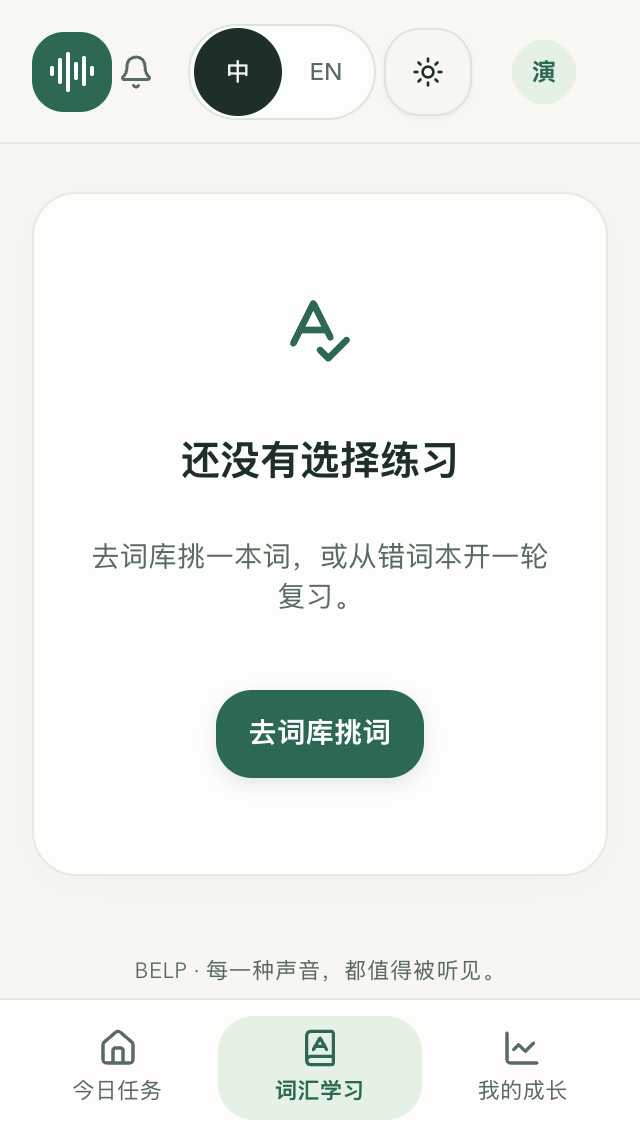 中 EN 演
还没有选择练习
去词库挑一本词，或从错词本开一轮
复习。
去词库挑词
BELP · 每一种声音，都值得被听见。
今日任务 词汇学习 我的成长